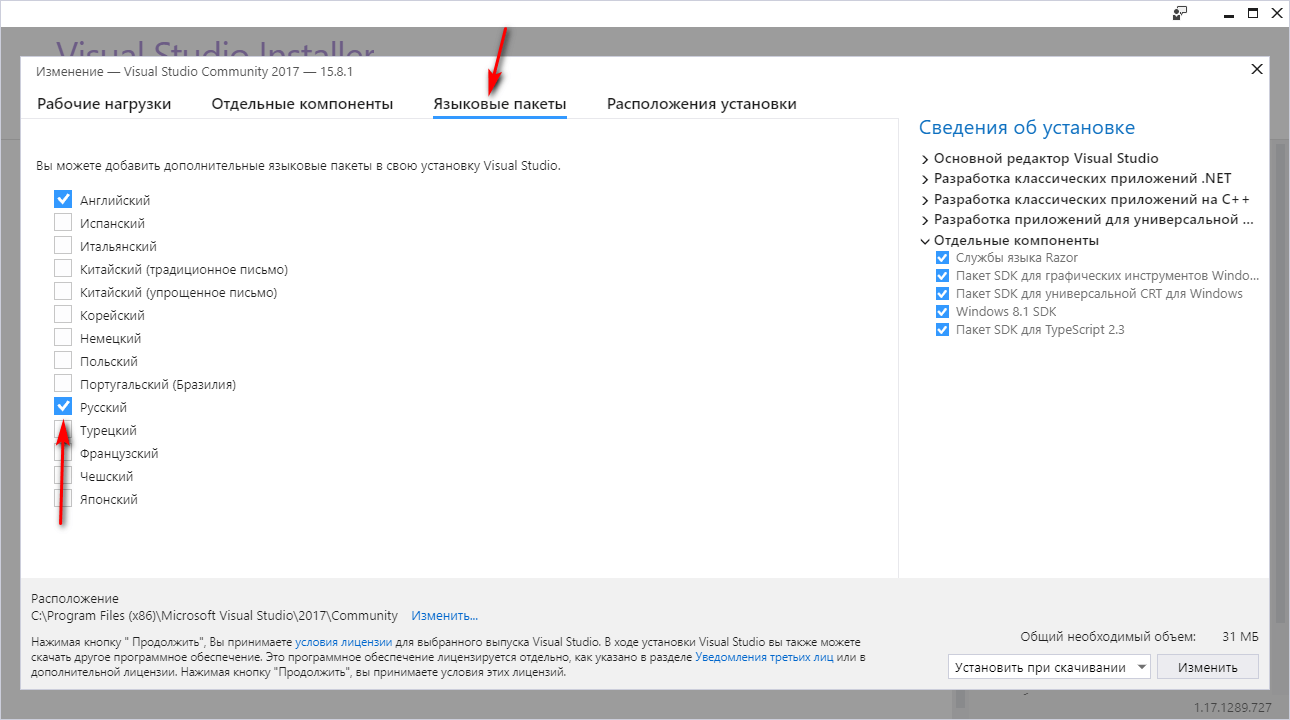 Visual Studio Installer
Изменение — Visual Studio Community 2017 — 15.8.1
Рабочие нагрузки Отдельные компоненты Языковые пакеты Расположения установки
Вы можете добавить дополнительные языковые пакеты в свою установку Visual Studio.
Английский
Испанский
Итальянский
Китайский (традиционное письмо)
Китайский (упрощенное письмо)
Корейский
Немецкий
Польский
Португальский (Бразилия)
Русский
Турецкий
Французский
Чешский
Японский
Сведения об установке
Основной редактор Visual Studio
Разработка классических приложений .NET
Разработка классических приложений на C++
Разработка приложений для универсальной ...
Отдельные компоненты
Службы языка Razor
Пакет SDK для графических инструментов Windo...
Пакет SDK для универсальной CRT для Windows
Windows 8.1 SDK
Пакет SDK для TypeScript 2.3
Расположение
C:\Program Files (x86)\Microsoft Visual Studio\2017\Community Изменить...
Нажимая кнопку " Продолжить", Вы принимаете условия лицензии для выбранного выпуска Visual Studio. В ходе установки Visual Studio вы также можете
скачать другое программное обеспечение. Это программное обеспечение лицензируется отдельно, как указано в разделе Уведомления третьих лиц или в
дополнительной лицензии. Нажимая кнопку "Продолжить", вы принимаете условия этих лицензий.
Общий необходимый объем: 31 МБ
Установить при скачивании Изменить
1.17.1289.727